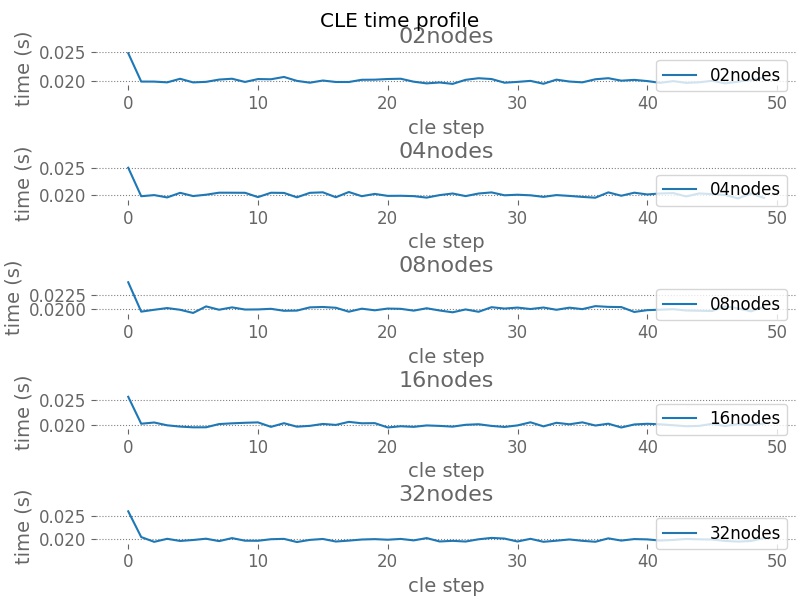 CLE time profile
02nodes
time (s)
0.025
0.020
02nodes
0 10 20 30 40 50
cle step
04nodes
time (s)
0.025
0.020
04nodes
0 10 20 30 40 50
cle step
08nodes
time (s)
0.0225
0.0200
08nodes
0 10 20 30 40 50
cle step
16nodes
time (s)
0.025
0.020
16nodes
0 10 20 30 40 50
cle step
32nodes
time (s)
0.025
0.020
32nodes
0 10 20 30 40 50
cle step